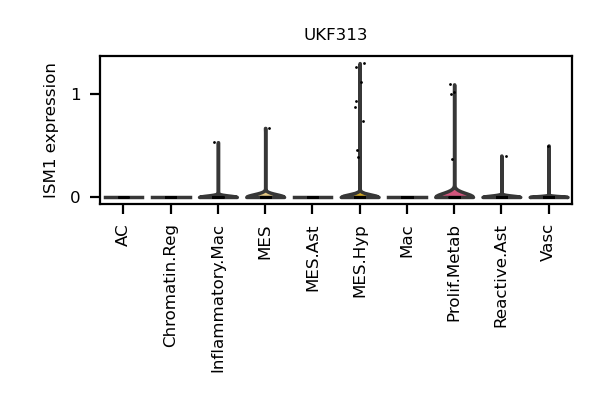 UKF313
ISM1 expression
1
0
AC
Chromatin.Reg
Inflammatory.Mac
MES
MES.Ast
MES.Hyp
Mac
Prolif.Metab
Reactive.Ast
Vasc